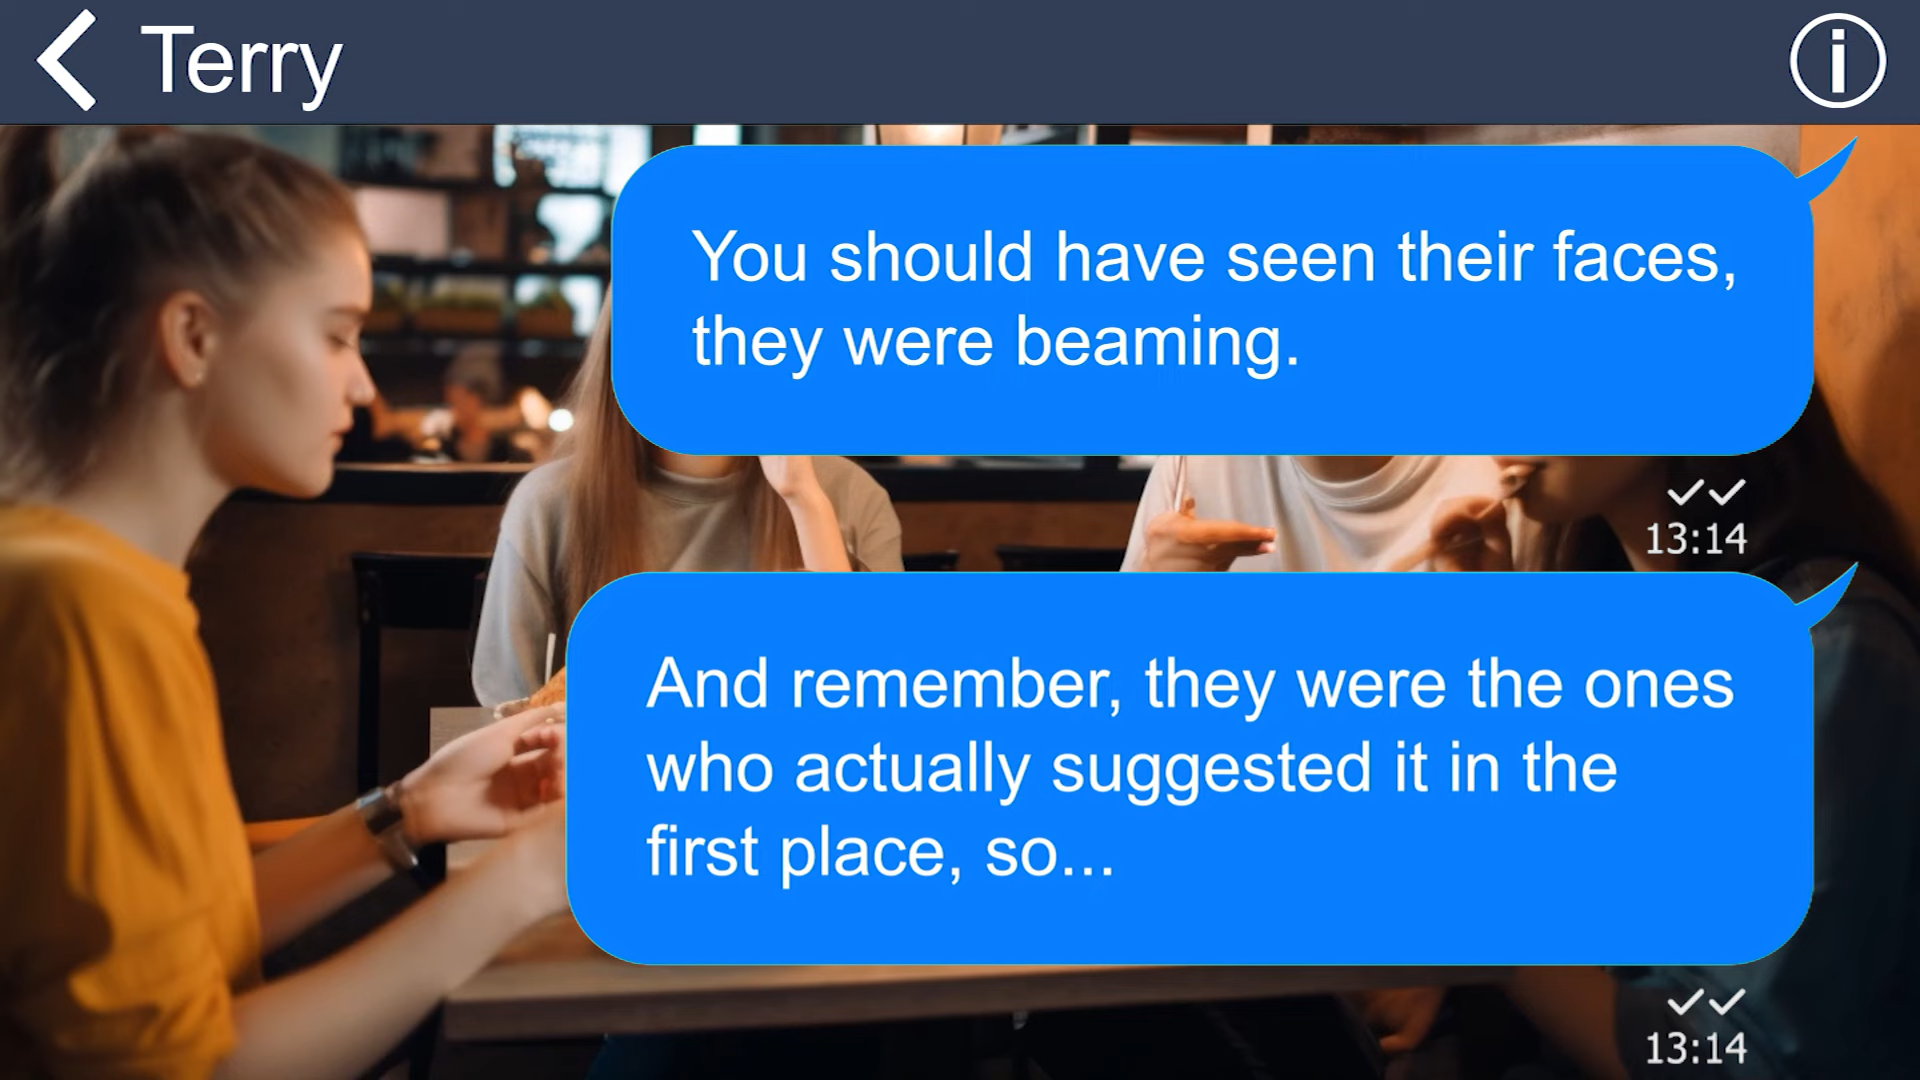 Terry
You should have seen their faces,
they were beaming.
13:14
And remember, they were the ones
who actually suggested it in the
first place, so...
13:14